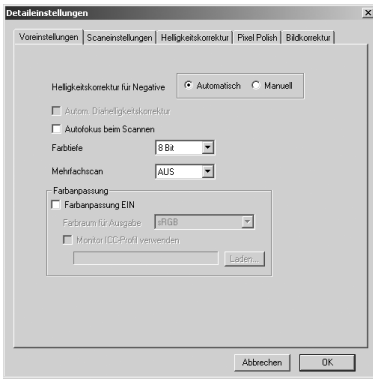 Detaileinstellungen
Voreinstellungen Scaneinstellungen Helligkeitskorrektur Pixel Polish Bildkorrektur
Helligkeitskorrektur für Negative Automatisch Manuell
Autom. Diahelligkeitskorrektur
Autofokus beim Scannen
Farbtiefe 8 Bit
Mehrfachscan AUS
Farbanpassung
Farbanpassung EIN
Farbraum für Ausgabe sRGB
Monitor ICC-Profil verwenden
Laden...
Abbrechen OK